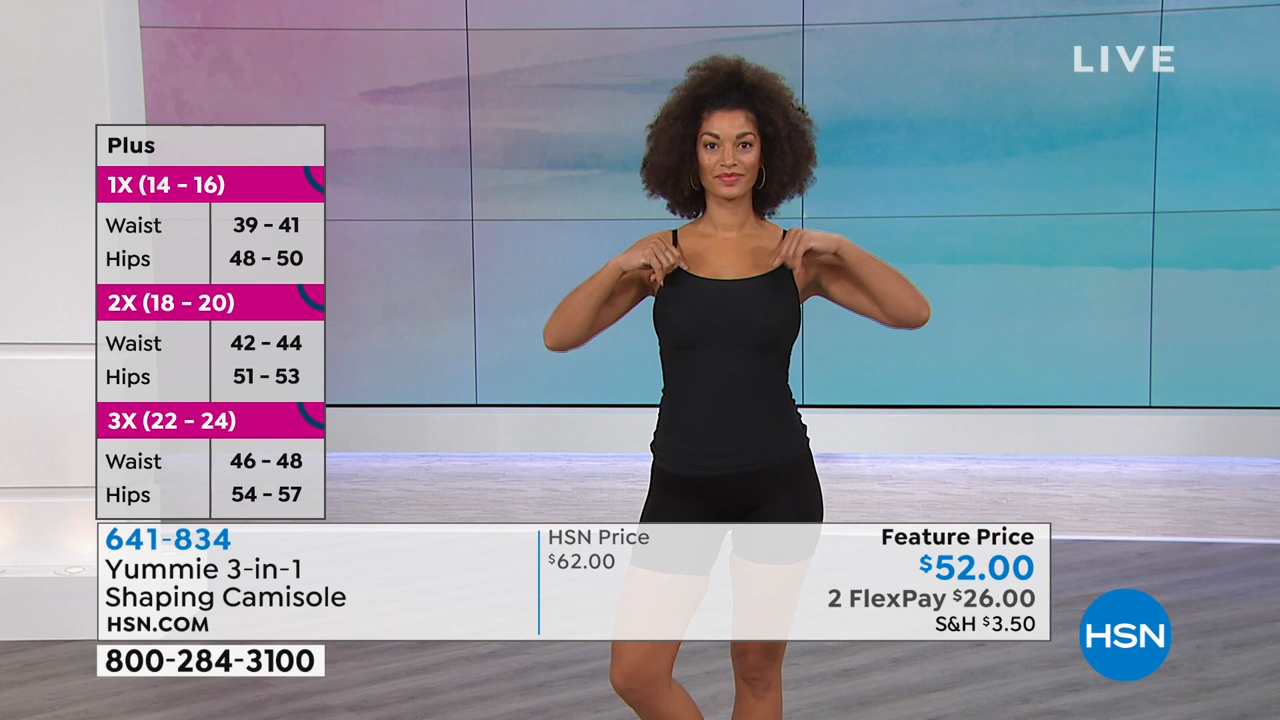 LIVE
Plus
1X (14 - 16)
Waist 39 - 41
Hips 48 - 50
2X (18 - 20)
Waist 42 - 44
Hips 51 - 53
3X (22 - 24)
Waist 46 - 48
Hips 54 - 57
641-834
Yummie 3-in-1
Shaping Camisole
HSN.COM
HSN Price
$62.00
Feature Price
$52.00
2 FlexPay $26.00
S&H $3.50
800-284-3100
HSN